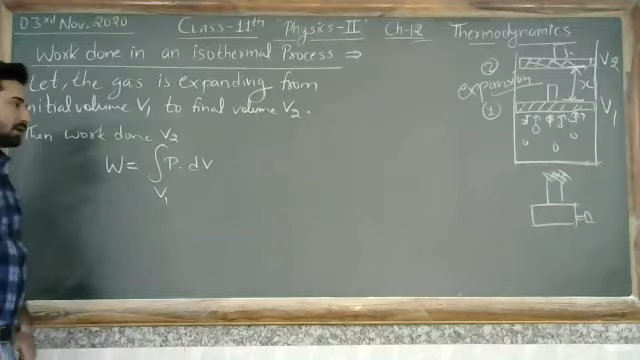 03rd Nov. 2020 Class-11th "Physics-II" Ch-12 Thermodynamics
Work done in an isothermal Process ⇒
Let, the gas is expanding from
initial volume V1 to final volume V2.
Then work done
W= ∫V1V2 P. dV
② V2
expansion x
① V1